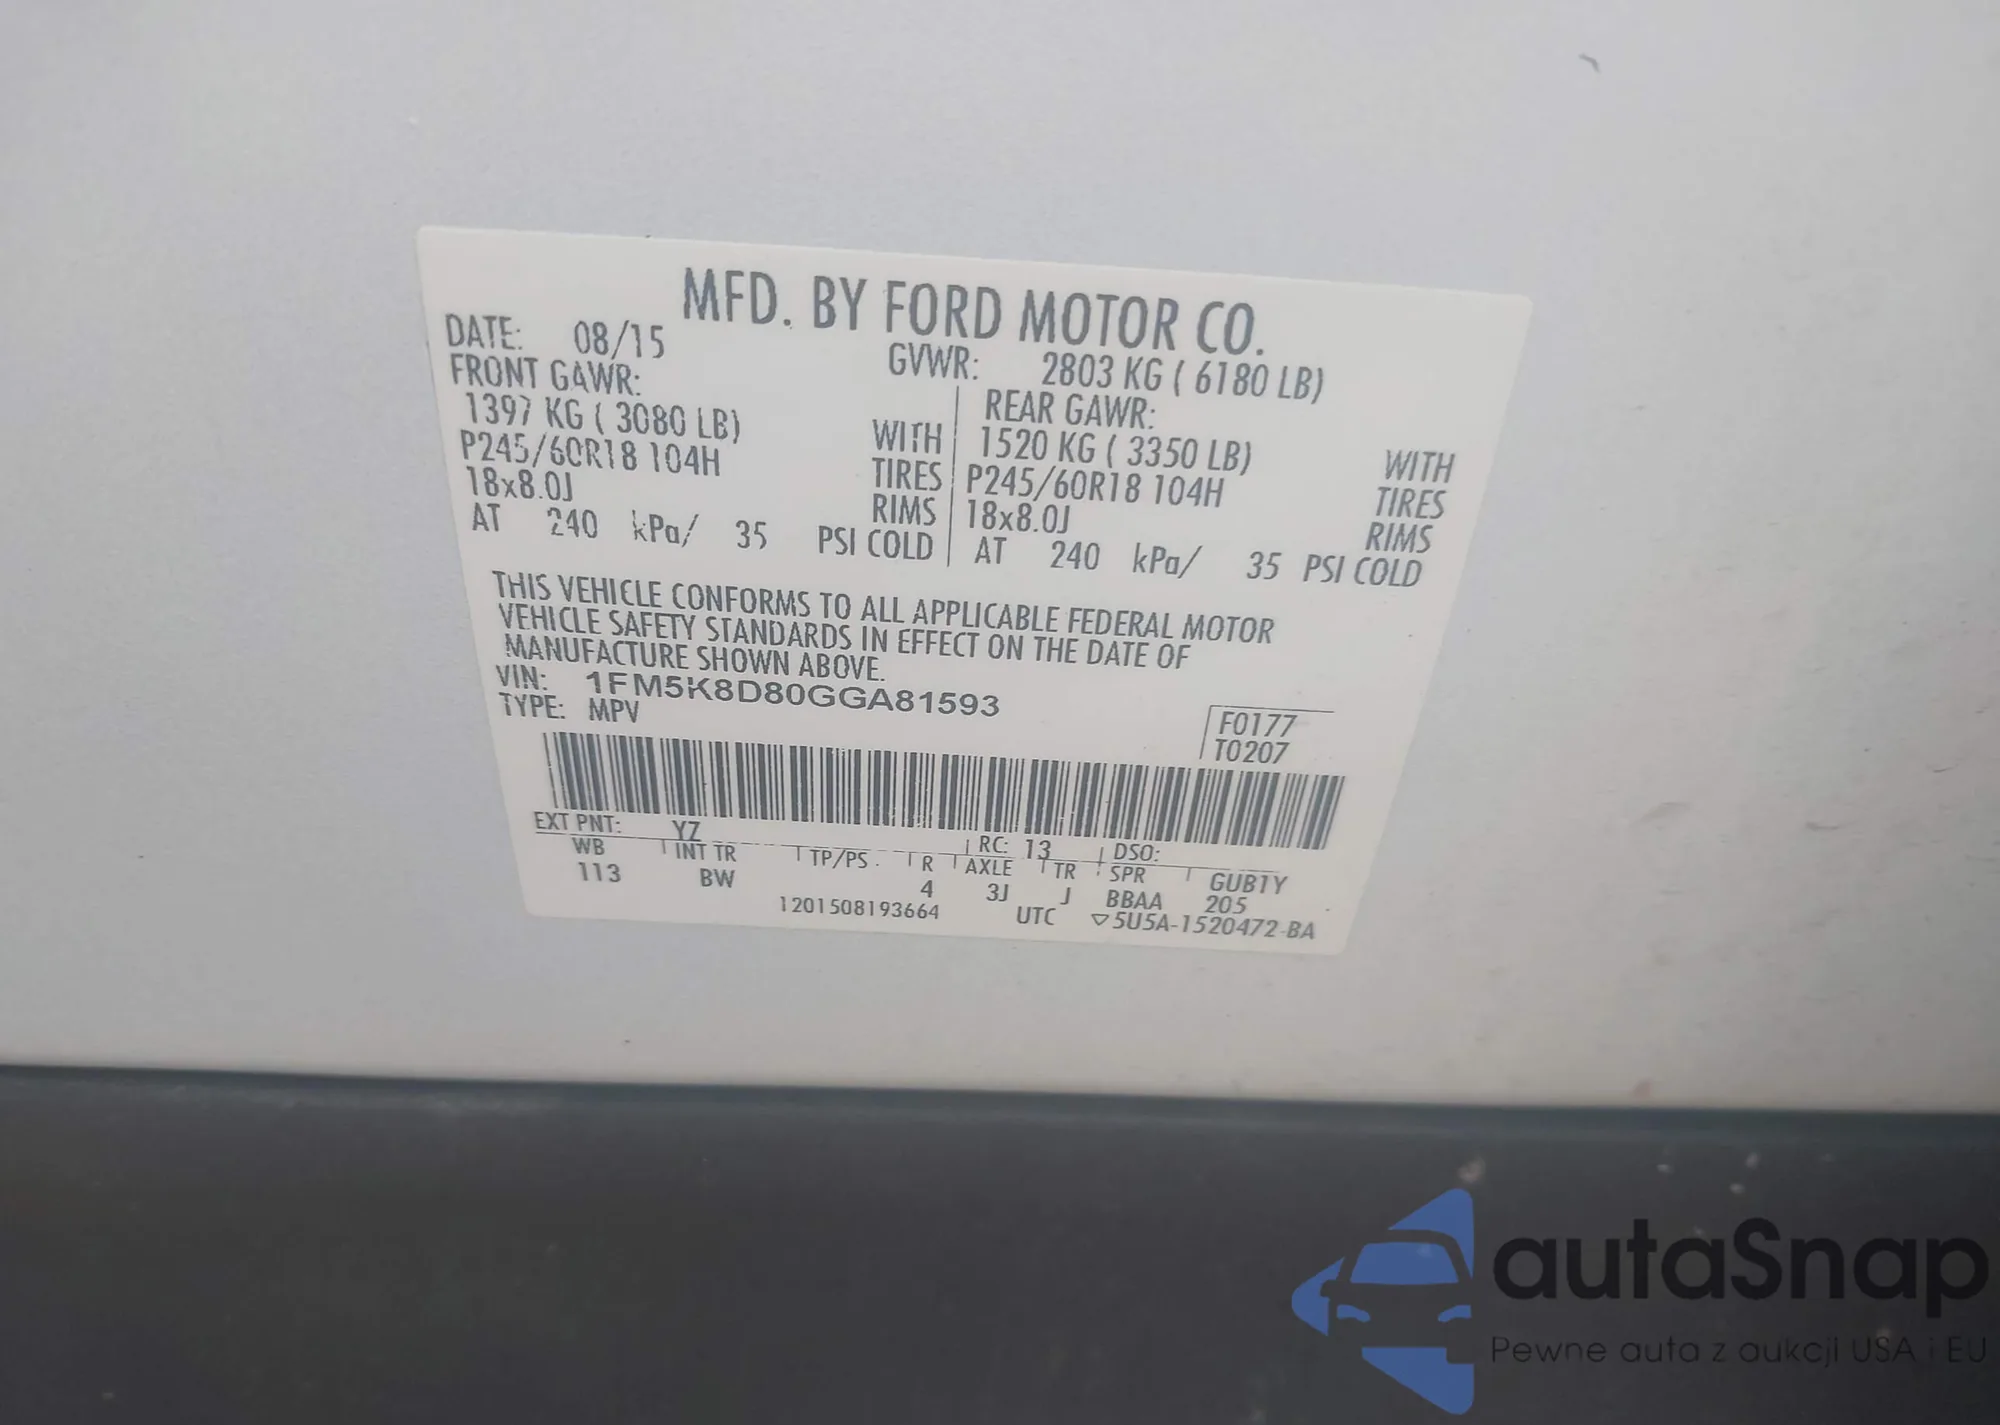 MFD. BY FORD MOTOR CO.
DATE: 08/15 GVWR: 2803 KG ( 6180 LB)
FRONT GAWR: REAR GAWR:
1397 KG ( 3080 LB) WITH 1520 KG ( 3350 LB) WITH
P245/60R18 104H TIRES P245/60R18 104H TIRES
18x8.0J RIMS 18x8.0J RIMS
AT 240 kPa/ 35 PSI COLD AT 240 kPa/ 35 PSI COLD
THIS VEHICLE CONFORMS TO ALL APPLICABLE FEDERAL MOTOR
VEHICLE SAFETY STANDARDS IN EFFECT ON THE DATE OF
MANUFACTURE SHOWN ABOVE.
VIN: 1FM5K8D80GGA81593
TYPE: MPV
F0177
T0207
EXT PNT: YZ RC: 13 DSO:
WB INT TR TP/PS R AXLE TR SPR GUB1Y
113 BW 4 3J J BBAA 205
1201508193664 UTC ▽5U5A-1520472-BA
autaSnap
Pewne auta z aukcji USA i EU